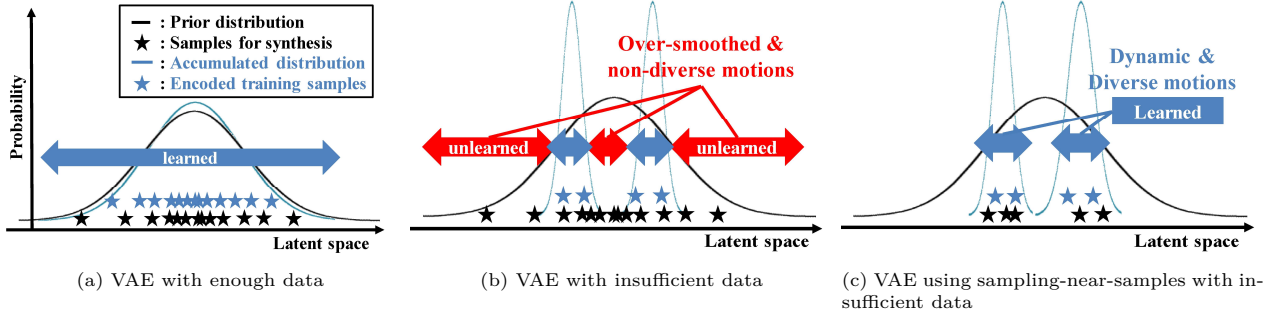 Probability
: Prior distribution
: Samples for synthesis
: Accumulated distribution
: Encoded training samples
learned
Latent space
(a) VAE with enough data
Over-smoothed &
non-diverse motions
unlearned
unlearned
Latent space
(b) VAE with insufficient data
Dynamic &
Diverse motions
Learned
Latent space
(c) VAE using sampling-near-samples with in-
sufficient data